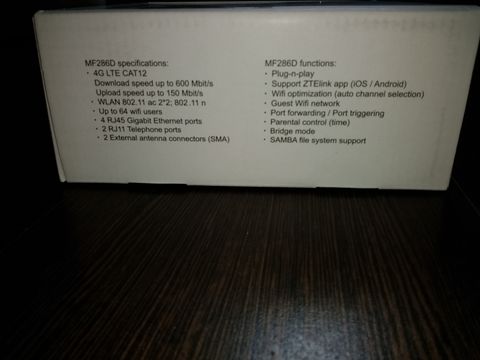 MF286D specifications:
· 4G LTE CAT12
Download speed up to 600 Mbit/s
Upload speed up to 150 Mbit/s
· WLAN 802.11 ac 2*2; 802.11 n
· Up to 64 wifi users
· 4 RJ45 Gigabit Ethernet ports
· 2 RJ11 Telephone ports
· 2 External antenna connectors (SMA)
MF286D functions:
· Plug-n-play
· Support ZTElink app (iOS / Android)
· Wifi optimization (auto channel selection)
· Guest Wifi network
· Port forwarding / Port triggering
· Parental control (time)
· Bridge mode
· SAMBA file system support